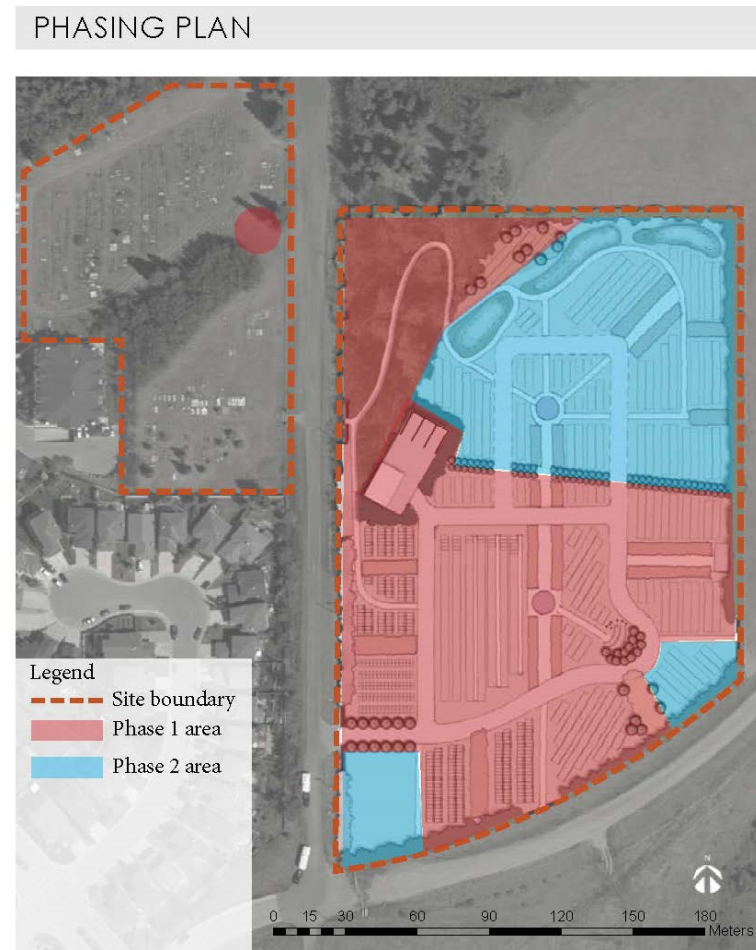 PHASING PLAN
Legend
Site boundary
Phase 1 area
Phase 2 area
N
0 15 30 60 90 120 150 180
Meters